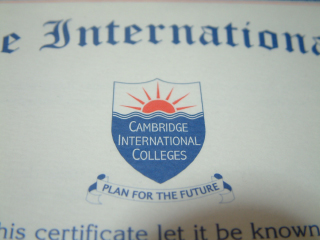 e Internationa
CAMBRIDGE
INTERNATIONAL
COLLEGES
PLAN FOR THE FUTURE
his certificate let it be known